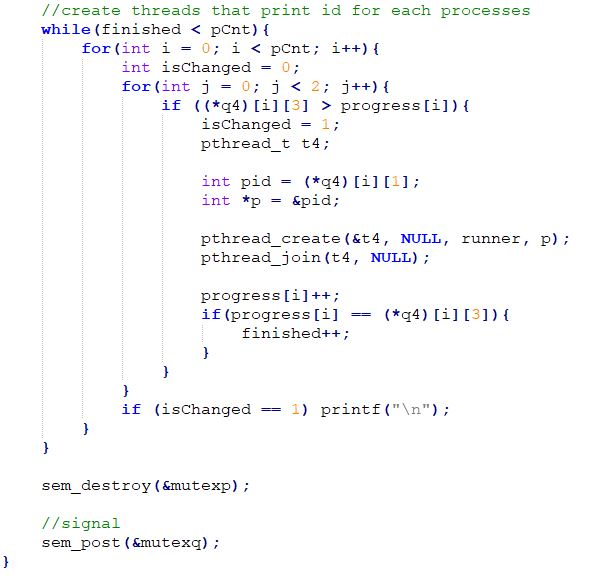 //create threads that print id for each processes
while(finished < pCnt){
for(int i = 0; i < pCnt; i++){
int isChanged = 0;
for(int j = 0; j < 2; j++){
if ((*q4)[i][3] > progress[i]){
isChanged = 1;
pthread_t t4;
int pid = (*q4)[i][1];
int *p = &pid;
pthread_create(&t4, NULL, runner, p);
pthread_join(t4, NULL);
progress[i]++;
if(progress[i] == (*q4)[i][3]){
finished++;
}
}
}
if (isChanged == 1) printf("\n");
}
}
sem_destroy(&mutexp);
//signal
sem_post(&mutexq);
}